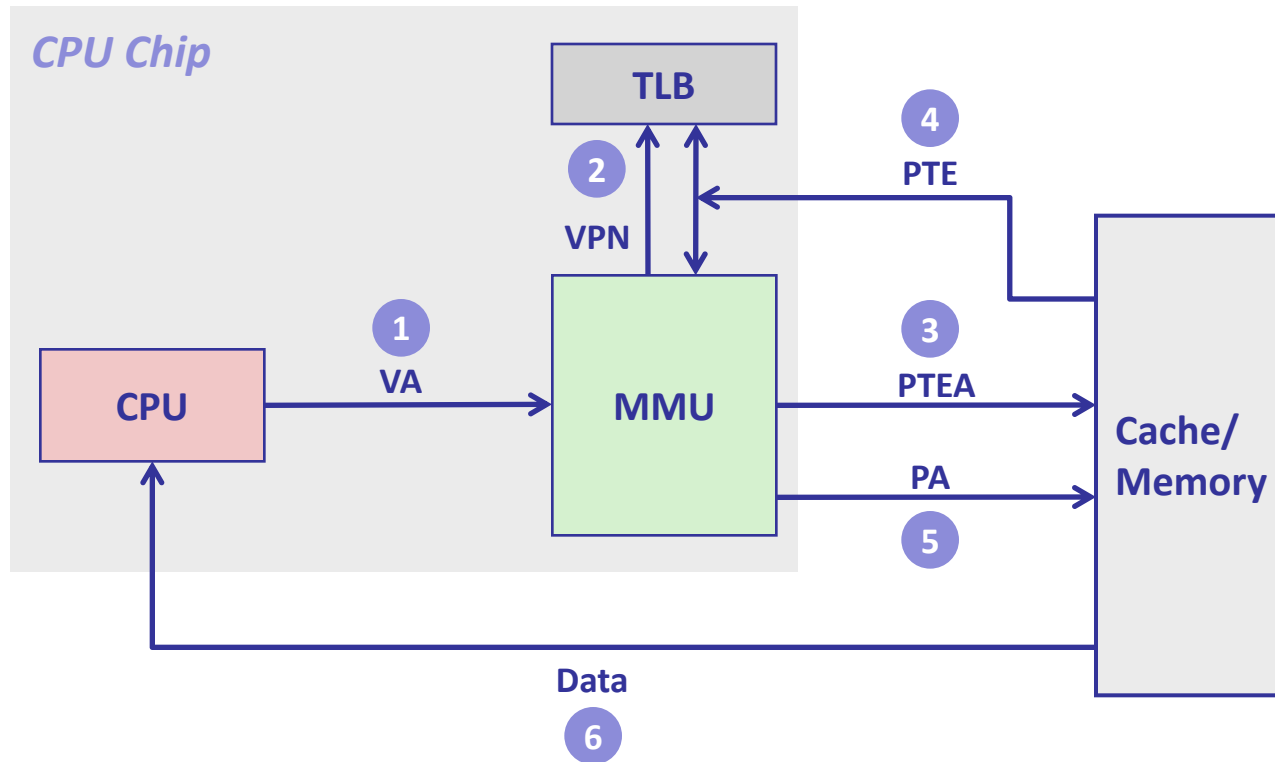 CPU Chip
TLB
4
PTE
2
VPN
1
VA
3
PTEA
CPU
MMU
Cache/
Memory
PA
5
Data
6